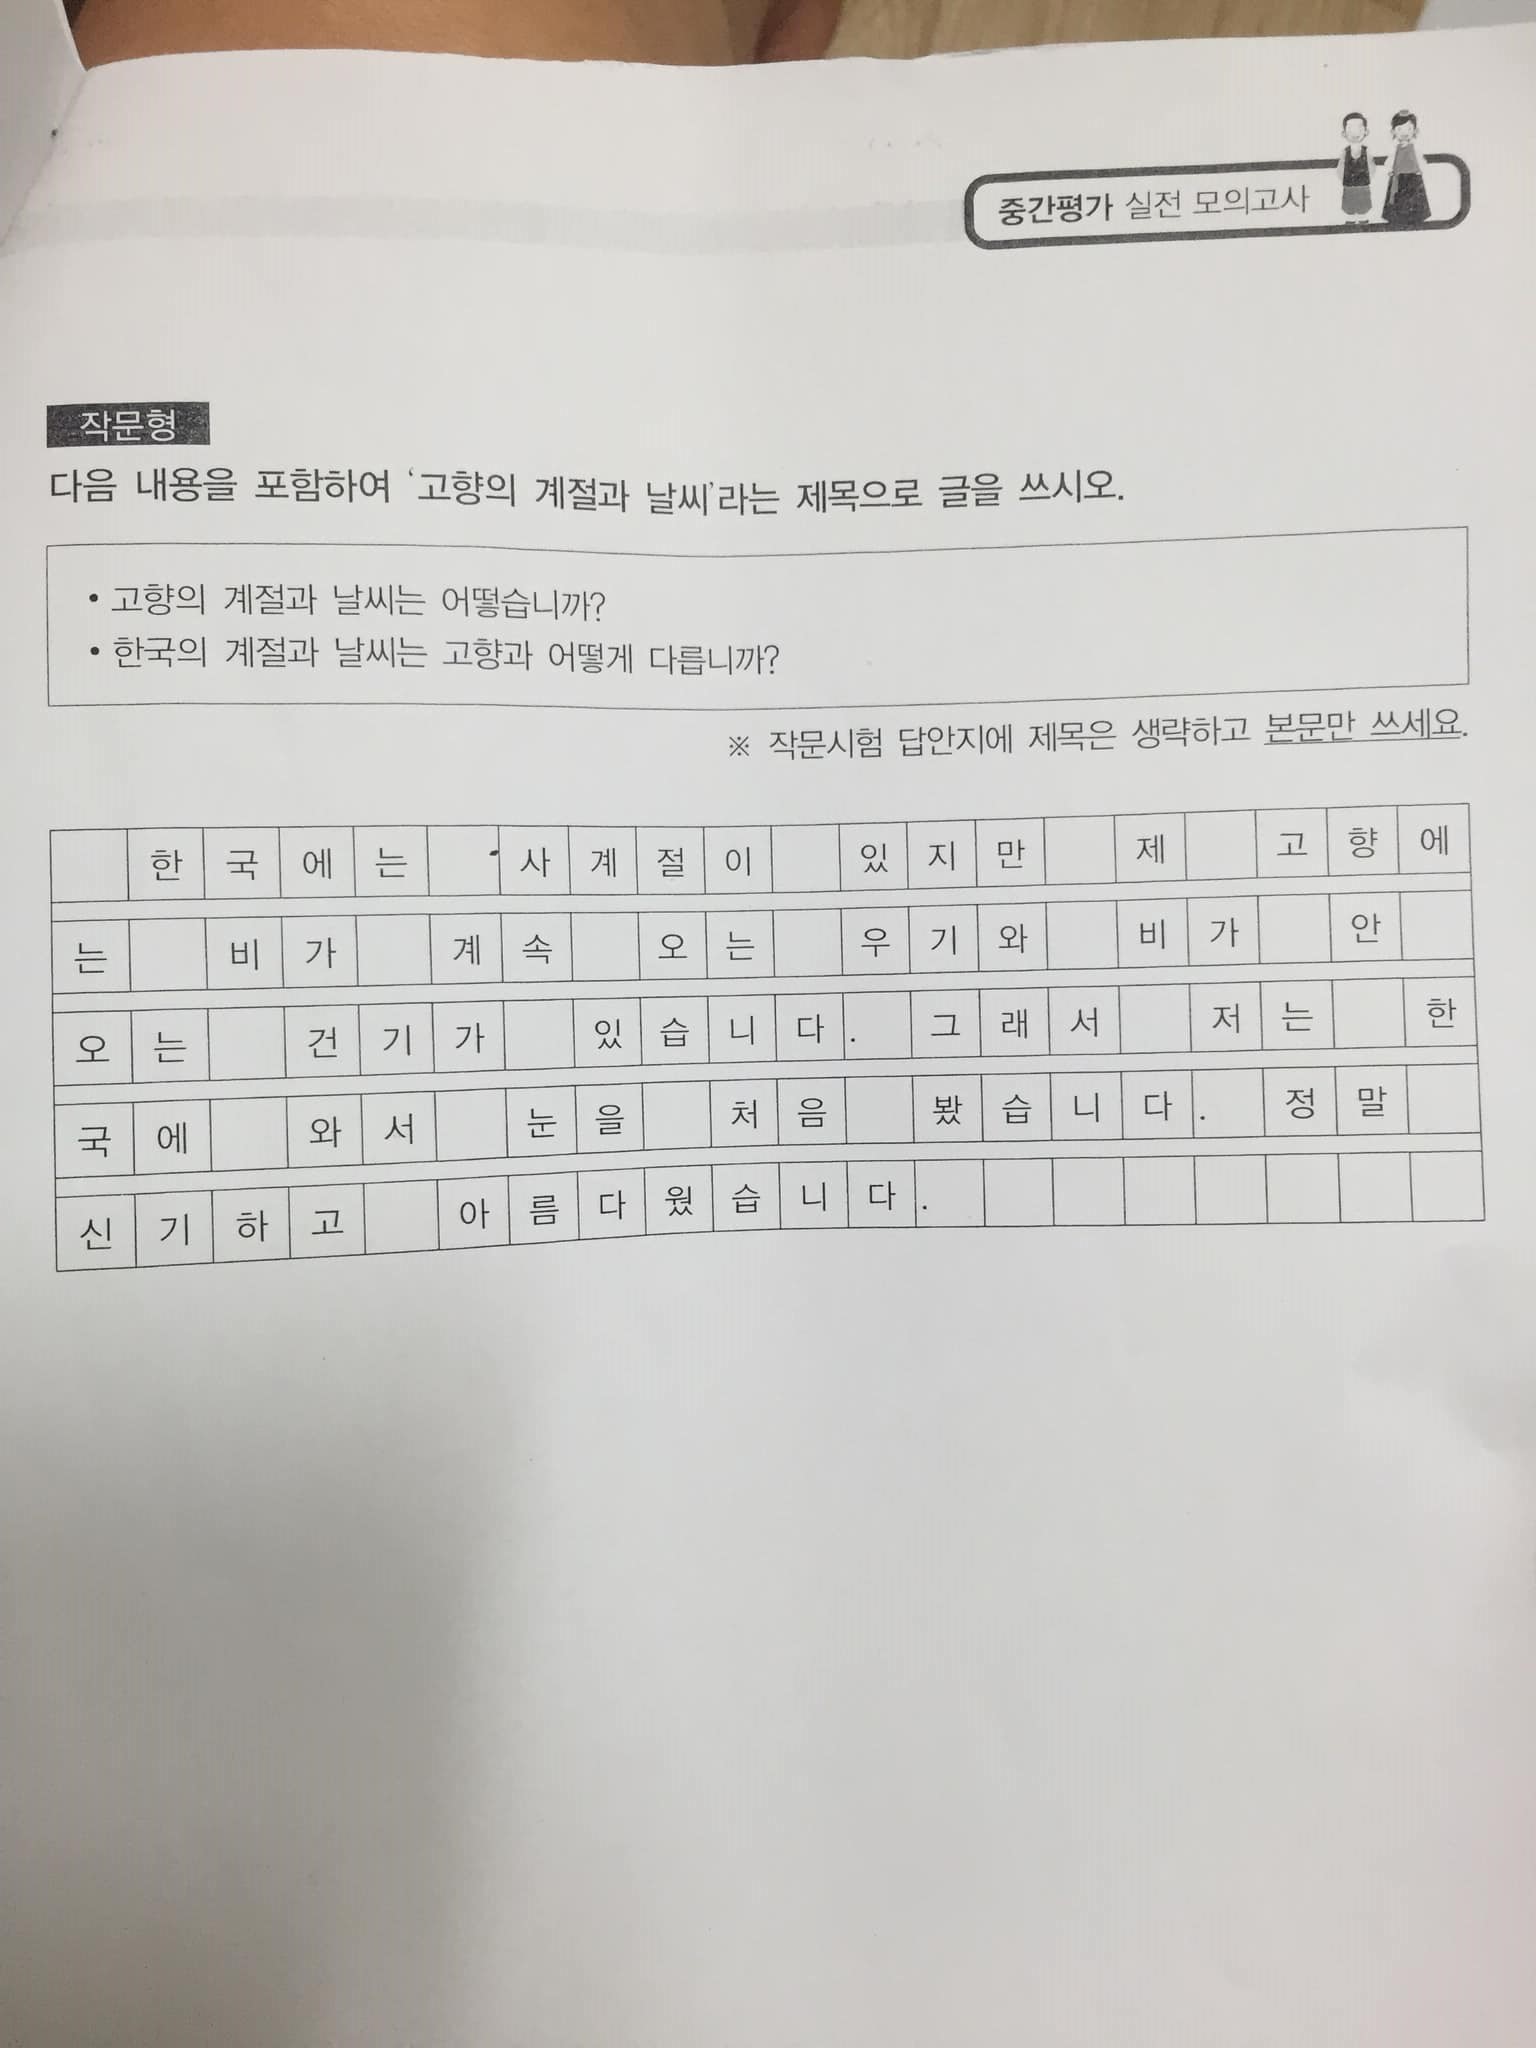 중간평가 실전 모의고사
작문형
다음 내용을 포함하여 ‘고향의 계절과 날씨’라는 제목으로 글을 쓰시오.
• 고향의 계절과 날씨는 어떻습니까?
• 한국의 계절과 날씨는 고향과 어떻게 다릅니까?
※ 작문시험 답안지에 제목은 생략하고 본문만 쓰세요.
한국에는 사계절이 있지만 제 고향에
는 비가 계속 오는 우기와 비가 안
오는 건기가 있습니다. 그래서 저는 한
국에 와서 눈을 처음 봤습니다. 정말
신기하고 아름다웠습니다.